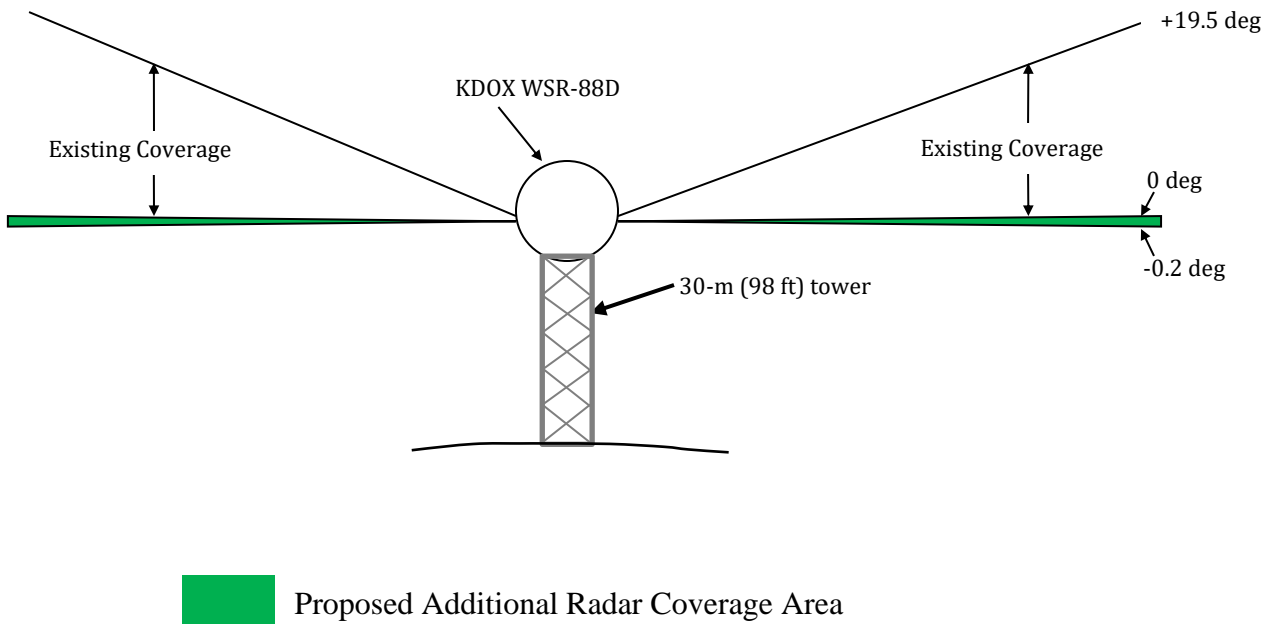 +19.5 deg
KDOX WSR-88D
Existing Coverage
Existing Coverage
0 deg
-0.2 deg
30-m (98 ft) tower
Proposed Additional Radar Coverage Area